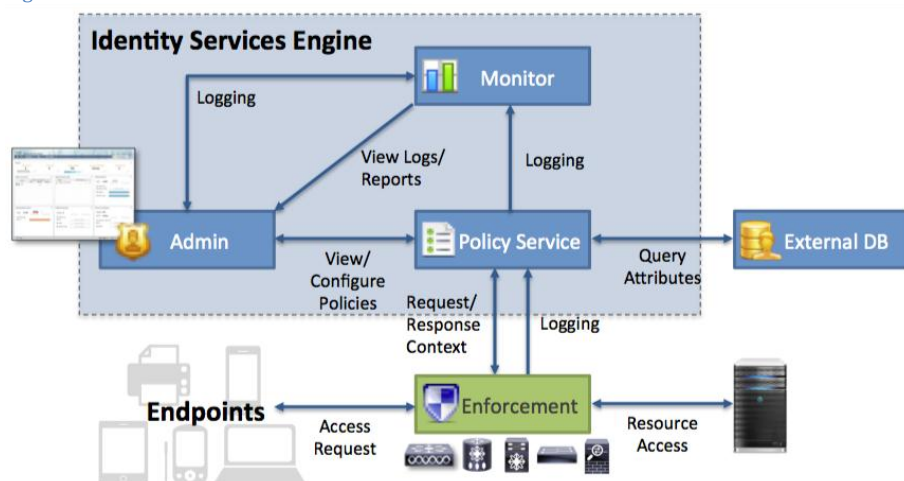 Identity Services Engine
Monitor
Logging
View Logs/
Reports
Logging
Admin
Policy Service
External DB
View/
Configure
Policies
Query
Attributes
Request/
Response
Context
Logging
Endpoints
Enforcement
Access
Request
Resource
Access